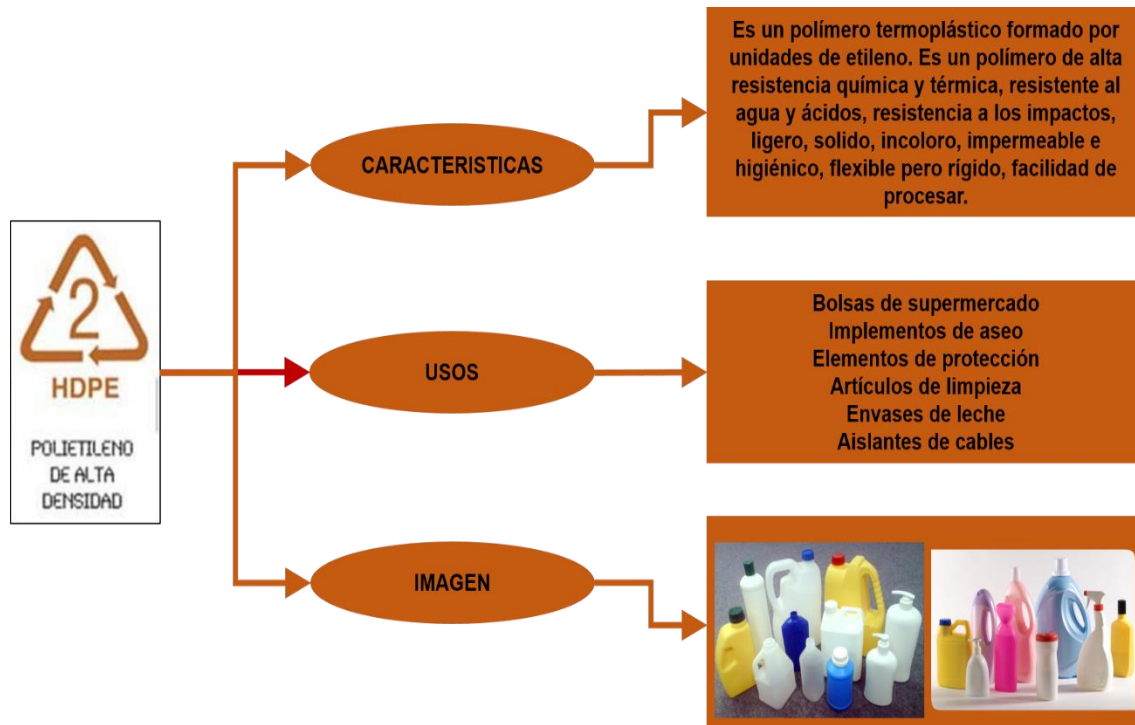 2
HDPE
POLIETILENO
DE ALTA
DENSIDAD
CARACTERISTICAS
Es un polímero termoplástico formado por
unidades de etileno. Es un polímero de alta
resistencia química y térmica, resistente al
agua y ácidos, resistencia a los impactos,
ligero, solido, incoloro, impermeable e
higiénico, flexible pero rígido, facilidad de
procesar.
USOS
Bolsas de supermercado
Implementos de aseo
Elementos de protección
Artículos de limpieza
Envases de leche
Aislantes de cables
IMAGEN